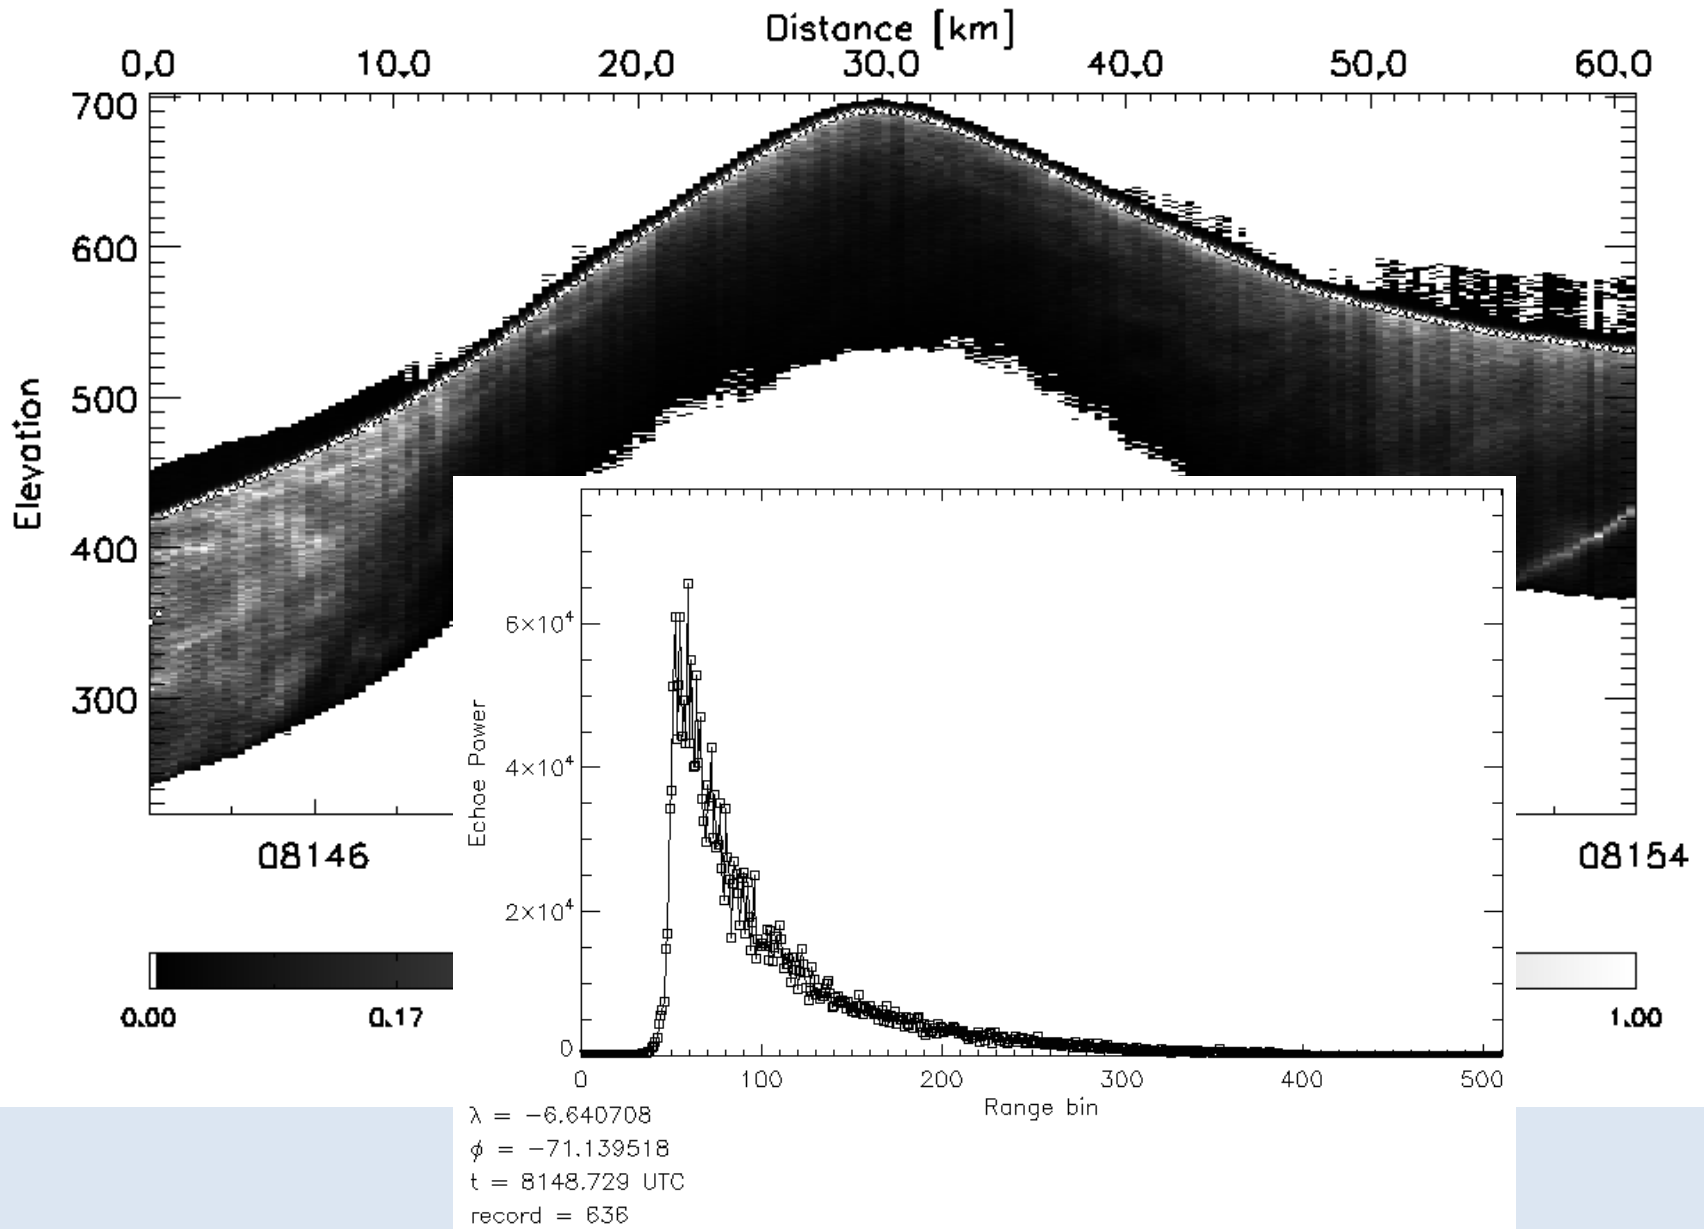 Distance [km]
0.0 10.0 20.0 30.0 40.0 50.0 60.0
700
600
500
400
300
Elevation
08146 08154
0.00 0.17 1.00
6×10⁴
4×10⁴
2×10⁴
0
Echoe Power
0 100 200 300 400 500
Range bin
λ = −6.640708
ϕ = −71.139518
t = 8148.729 UTC
record = 636